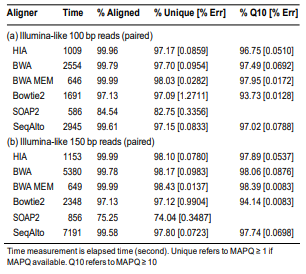 Aligner Time % Aligned % Unique [% Err] % Q10 [% Err]
(a) Illumina-like 100 bp reads (paired)
HIA 1009 99.96 97.17 [0.0859] 96.75 [0.0510]
BWA 2554 99.79 97.70 [0.0954] 97.49 [0.0692]
BWA MEM 646 99.99 98.03 [0.0282] 97.95 [0.0172]
Bowtie2 1691 97.13 97.09 [1.2711] 93.73 [0.0128]
SOAP2 586 84.54 82.75 [0.3356]
SeqAlto 2945 99.61 97.15 [0.0833] 97.02 [0.0788]
(b) Illumina-like 150 bp reads (paired)
HIA 1153 99.99 98.10 [0.0780] 97.89 [0.0537]
BWA 5380 99.78 98.17 [0.0983] 98.06 [0.0876]
BWA MEM 649 99.99 98.43 [0.0137] 98.39 [0.0083]
Bowtie2 2348 97.13 97.12 [0.9904] 94.14 [0.0083]
SOAP2 856 75.25 74.04 [0.3487]
SeqAlto 7191 99.58 97.80 [0.0723] 97.74 [0.0698]
Time measurement is elapsed time (second). Unique refers to MAPQ ≥ 1 if
MAPQ available. Q10 refers to MAPQ ≥ 10